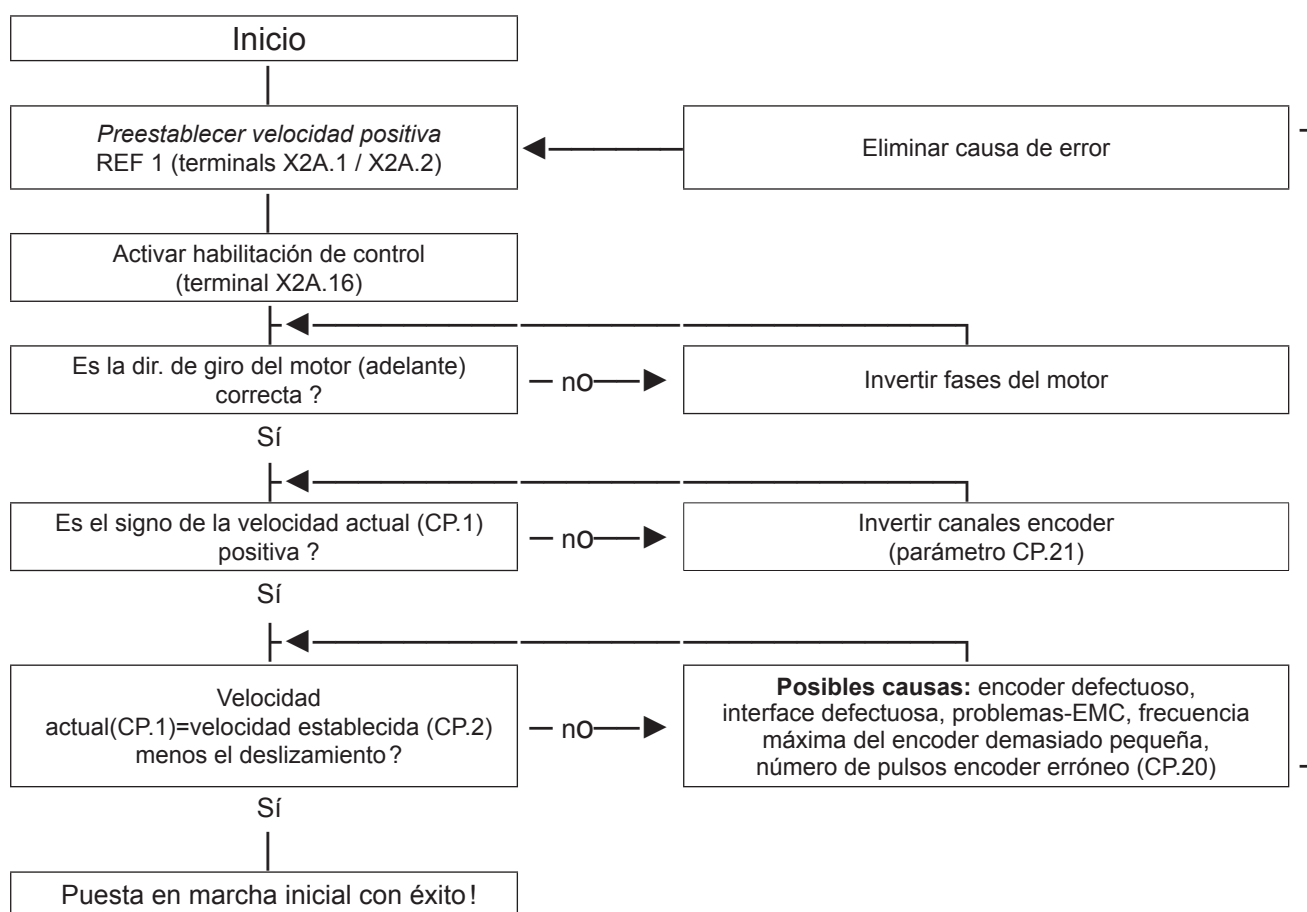 Inicio
Preestablecer velocidad positiva
REF 1 (terminals X2A.1 / X2A.2)
Eliminar causa de error
Activar habilitación de control
(terminal X2A.16)
Es la dir. de giro del motor (adelante)
correcta ?
no
Invertir fases del motor
Sí
Es el signo de la velocidad actual (CP.1)
positiva ?
no
Invertir canales encoder
(parámetro CP.21)
Sí
Velocidad
actual(CP.1)=velocidad establecida (CP.2)
menos el deslizamiento ?
no
Posibles causas: encoder defectuoso,
interface defectuosa, problemas-EMC, frecuencia
máxima del encoder demasiado pequeña,
número de pulsos encoder erróneo (CP.20)
Sí
Puesta en marcha inicial con éxito !